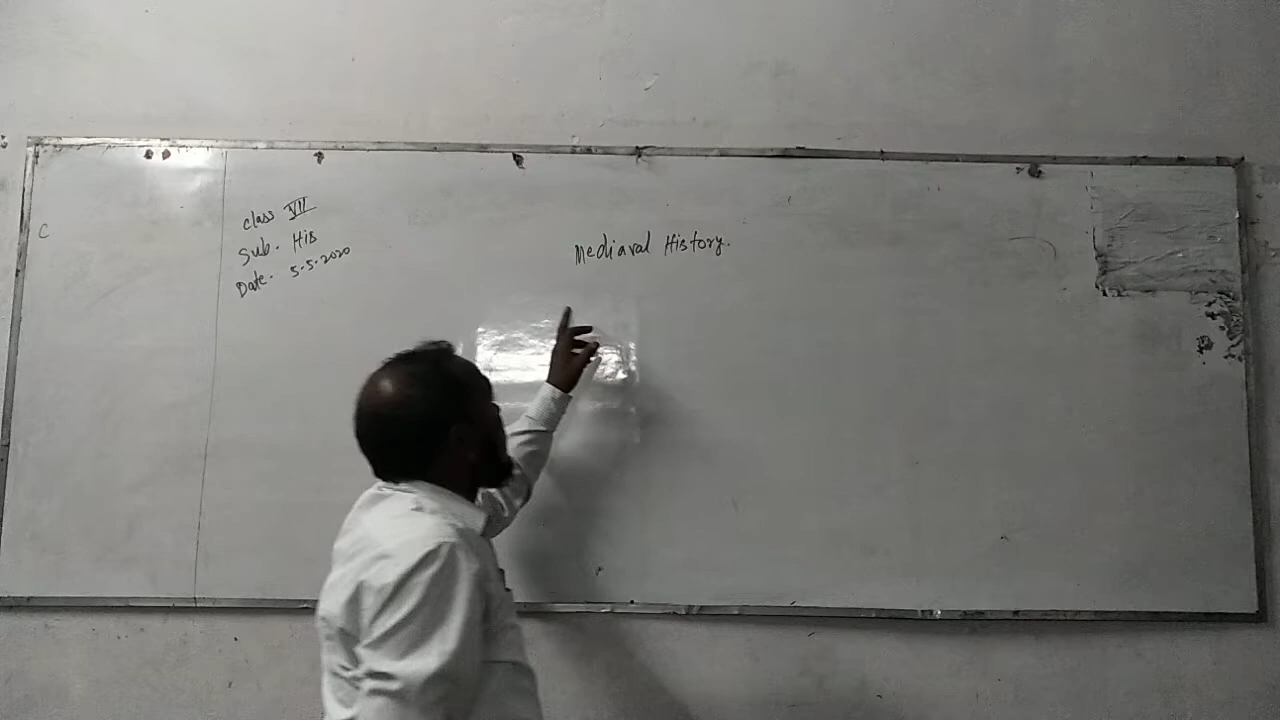 C
Class VII
Sub. His
Date. 5.5.2020
Mediaval History.